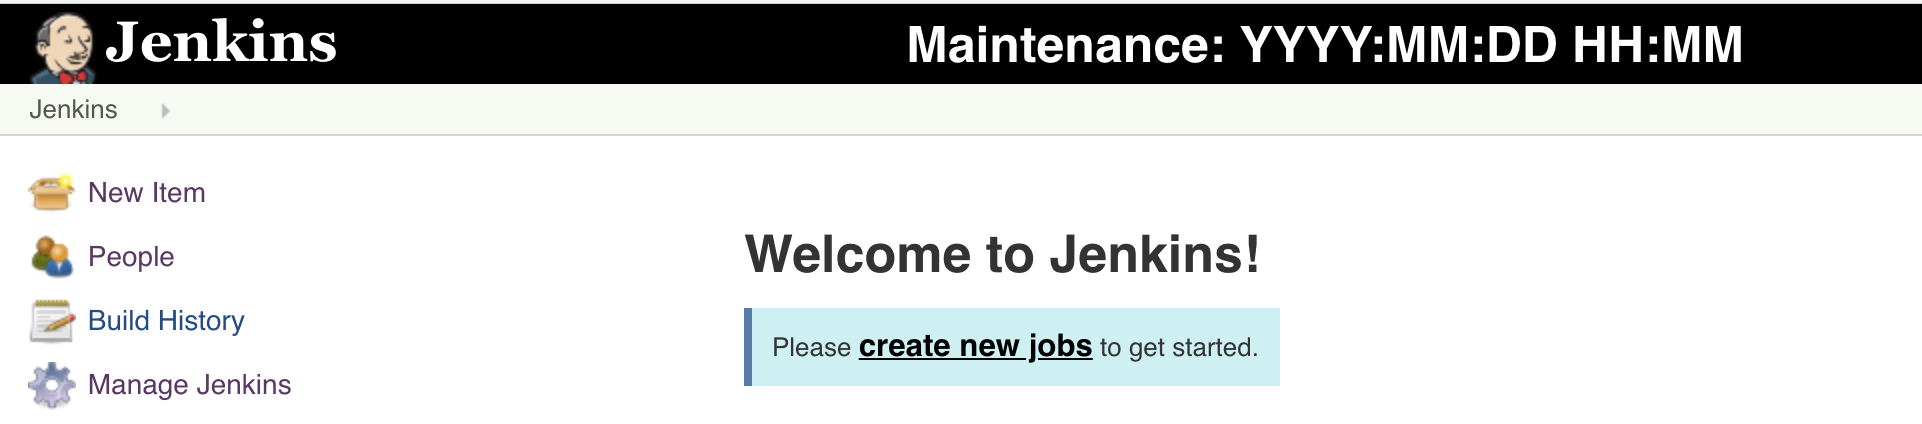 Jenkins
Maintenance: YYYY:MM:DD HH:MM
Jenkins
New Item
People
Build History
Manage Jenkins
Welcome to Jenkins!
Please create new jobs to get started.